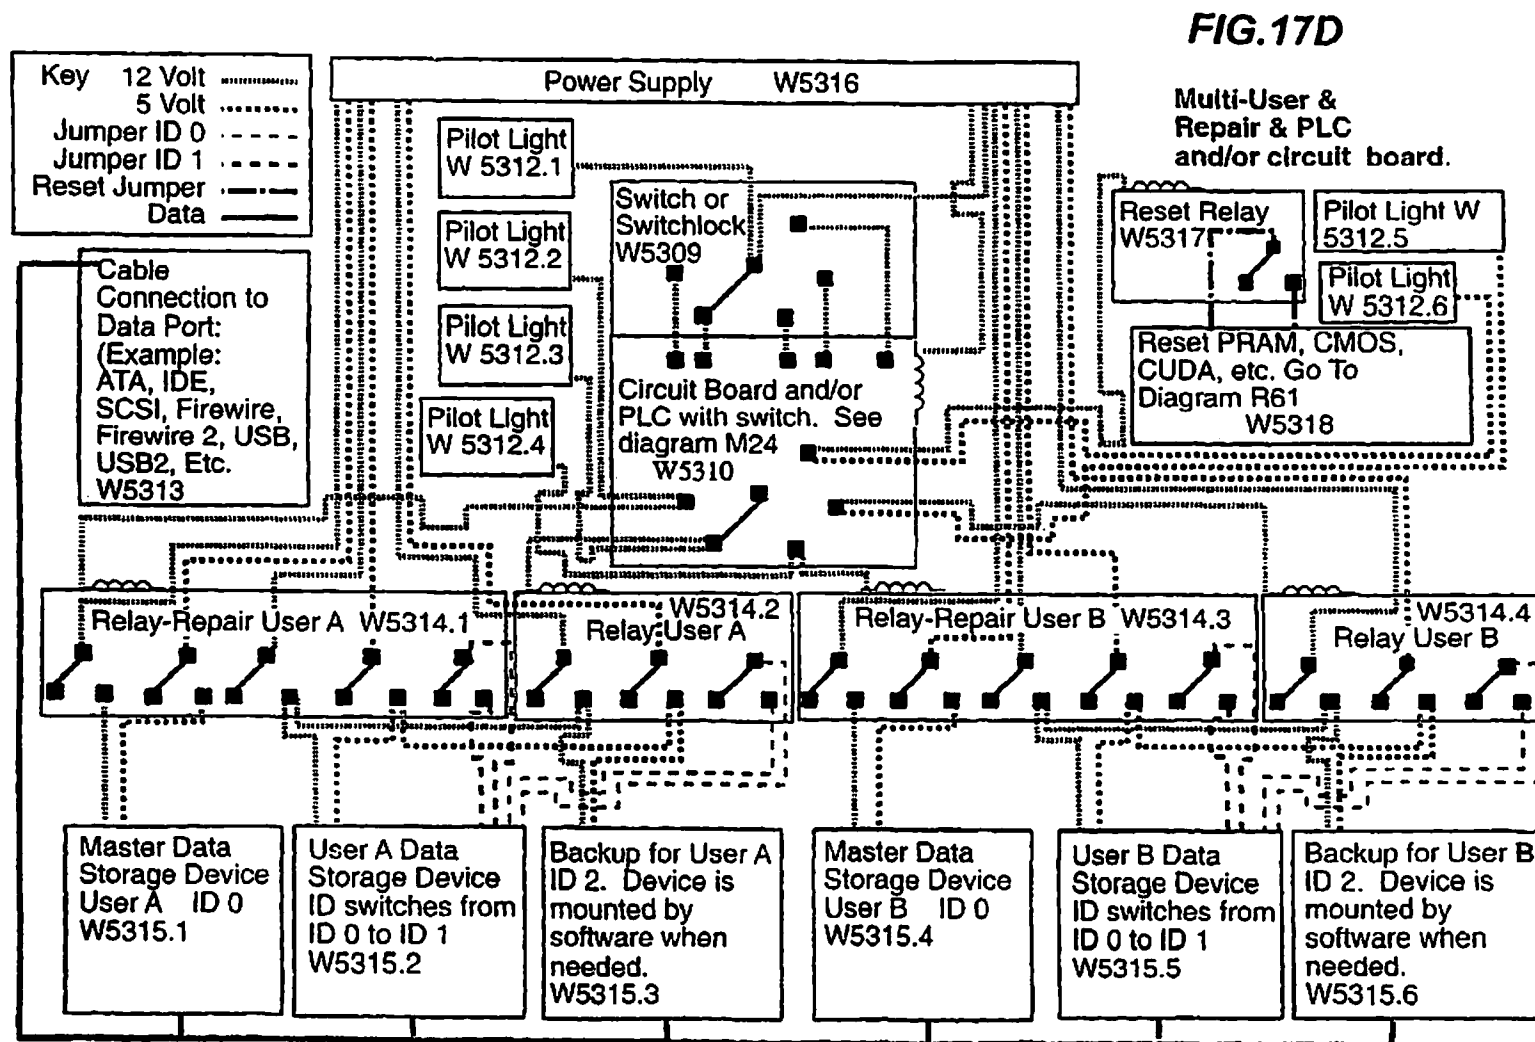 FIG.17D
Key 12 Volt
5 Volt
Jumper ID 0
Jumper ID 1
Reset Jumper
Data
Power Supply W5316
Multi-User &
Repair & PLC
and/or circuit board.
Pilot Light
W 5312.1
Pilot Light
W 5312.2
Pilot Light
W 5312.3
Pilot Light
W 5312.4
Switch or
Switchlock
W5309
Reset Relay
W5317
Pilot Light W
5312.5
Pilot Light
W 5312.6
Reset PRAM, CMOS,
CUDA, etc. Go To
Diagram R61
W5318
Cable
Connection to
Data Port:
(Example:
ATA, IDE,
SCSI, Firewire,
Firewire 2, USB,
USB2, Etc.
W5313
Circuit Board and/or
PLC with switch. See
diagram M24
W5310
Relay-Repair User A W5314.1
W5314.2
Relay User A
Relay-Repair User B W5314.3
W5314.4
Relay User B
Master Data
Storage Device
User A ID 0
W5315.1
User A Data
Storage Device
ID switches from
ID 0 to ID 1
W5315.2
Backup for User A
ID 2. Device is
mounted by
software when
needed.
W5315.3
Master Data
Storage Device
User B ID 0
W5315.4
User B Data
Storage Device
ID switches from
ID 0 to ID 1
W5315.5
Backup for User B
ID 2. Device is
mounted by
software when
needed.
W5315.6